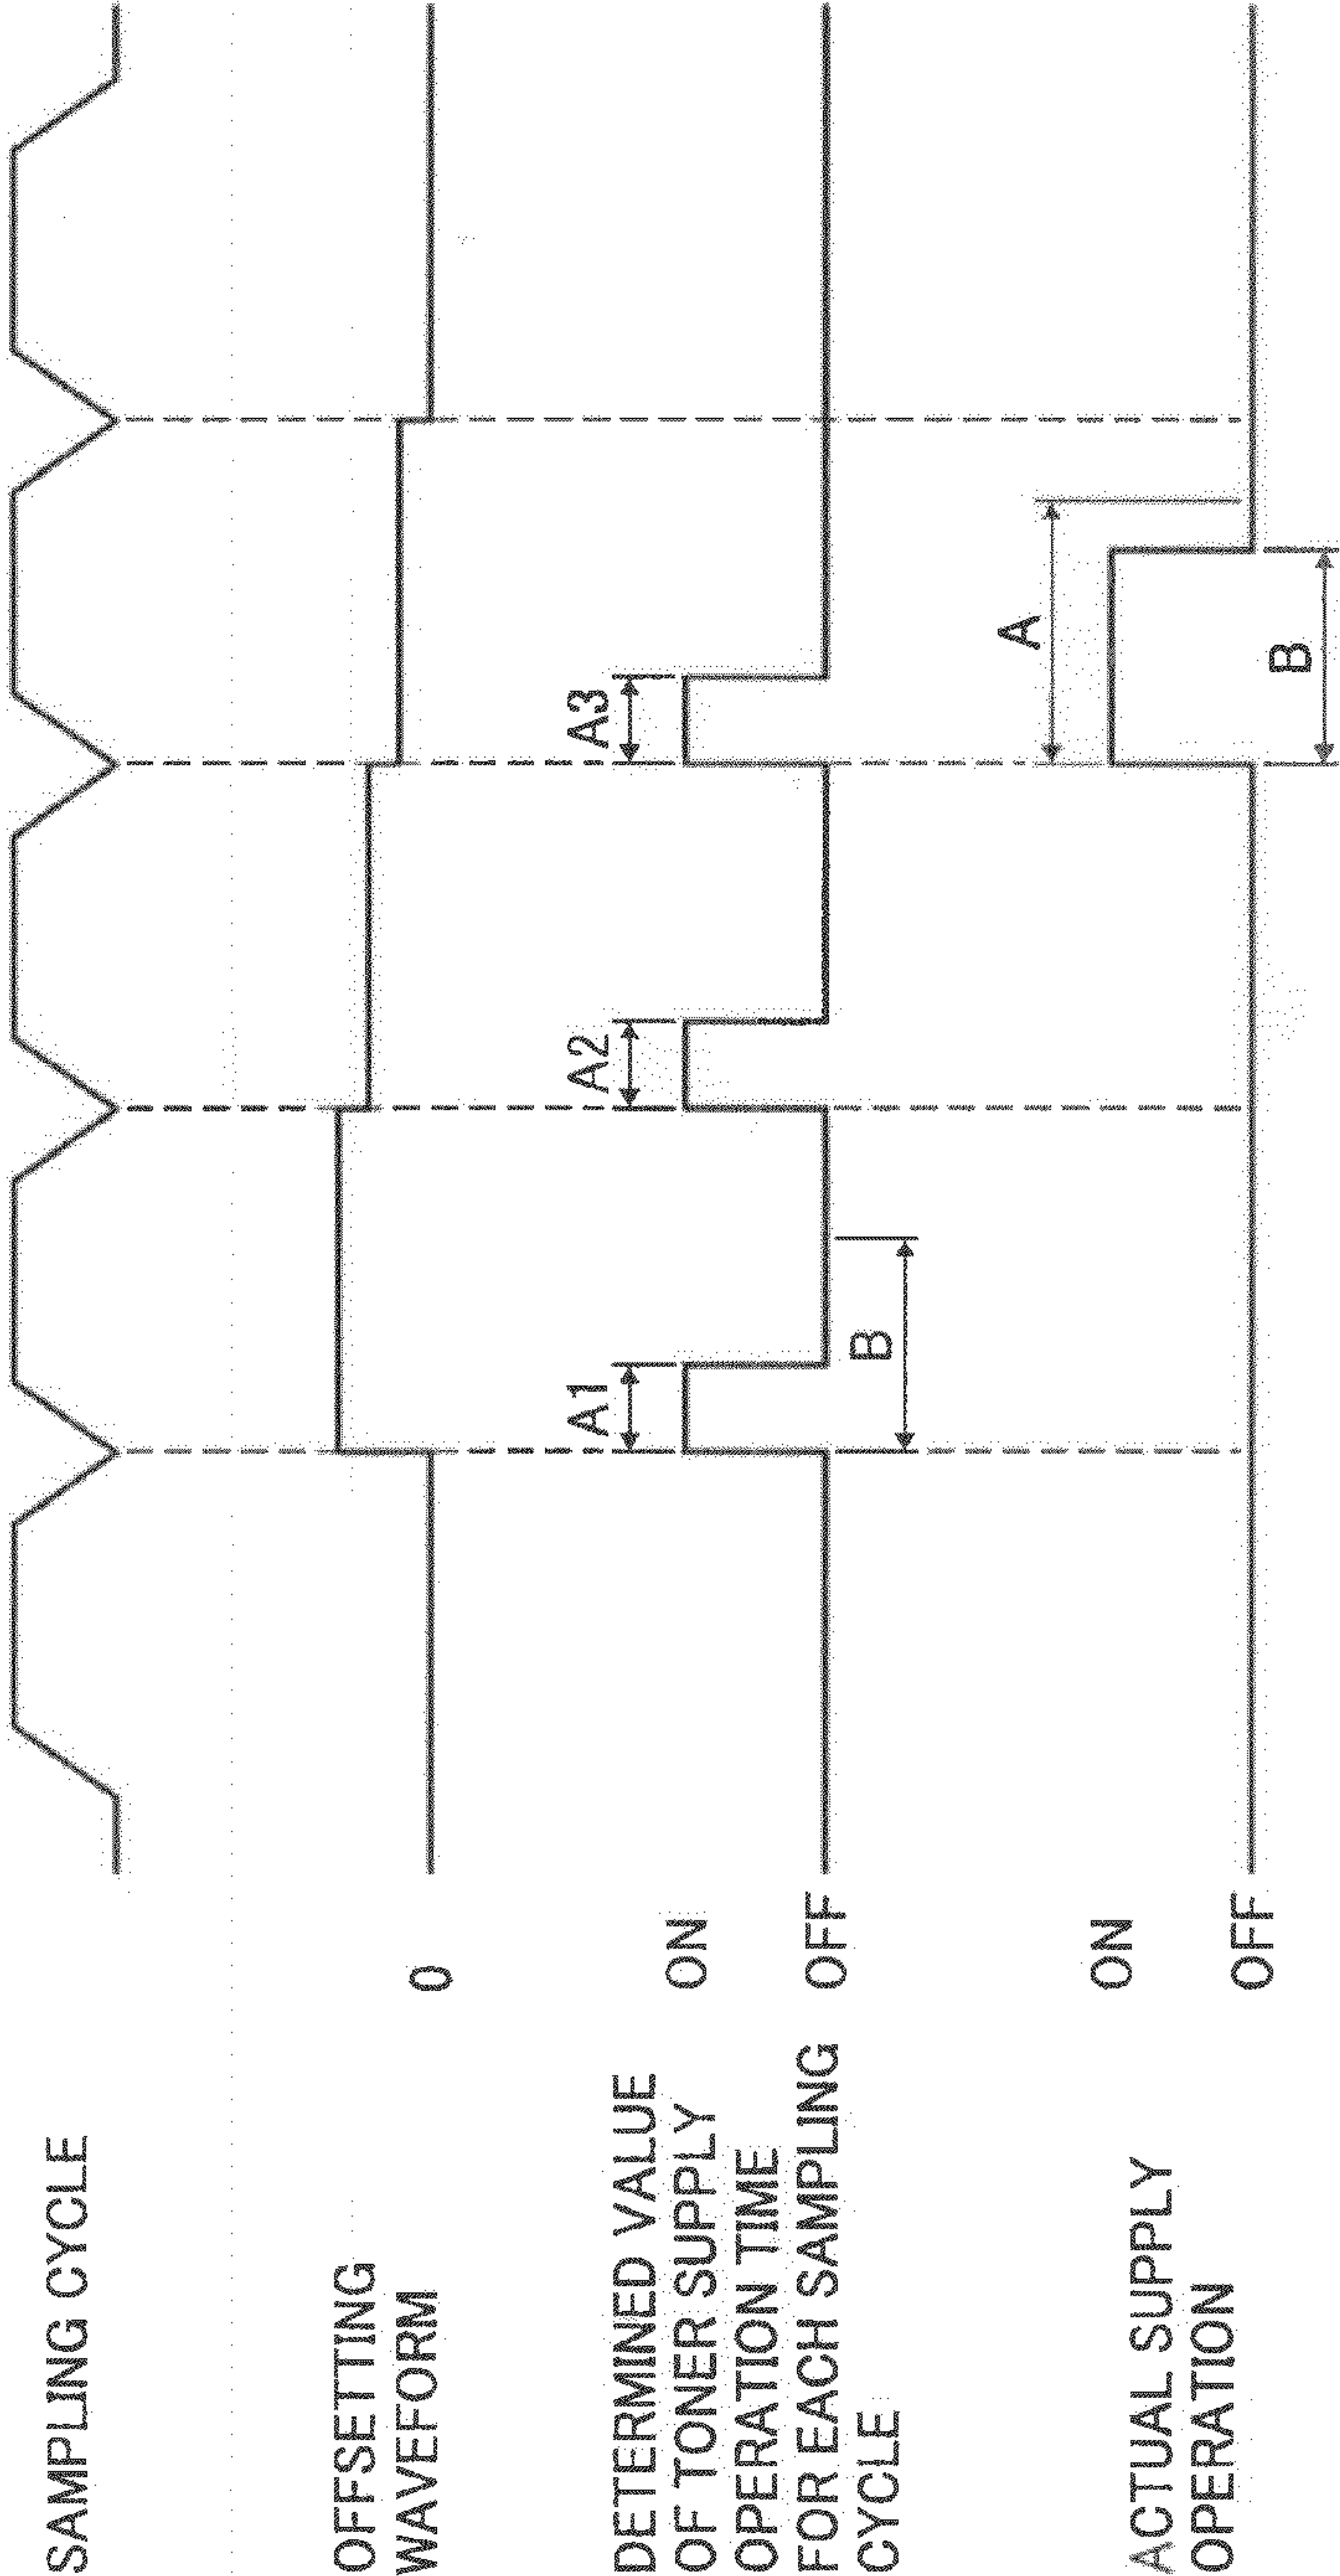 SAMPLING CYCLE
OFFSETTING
WAVEFORM
0
DETERMINED VALUE
OF TONER SUPPLY
OPERATION TIME
FOR EACH SAMPLING
CYCLE
ON
OFF
A1
A2
A3
B
ACTUAL SUPPLY
OPERATION
ON
OFF
A
B